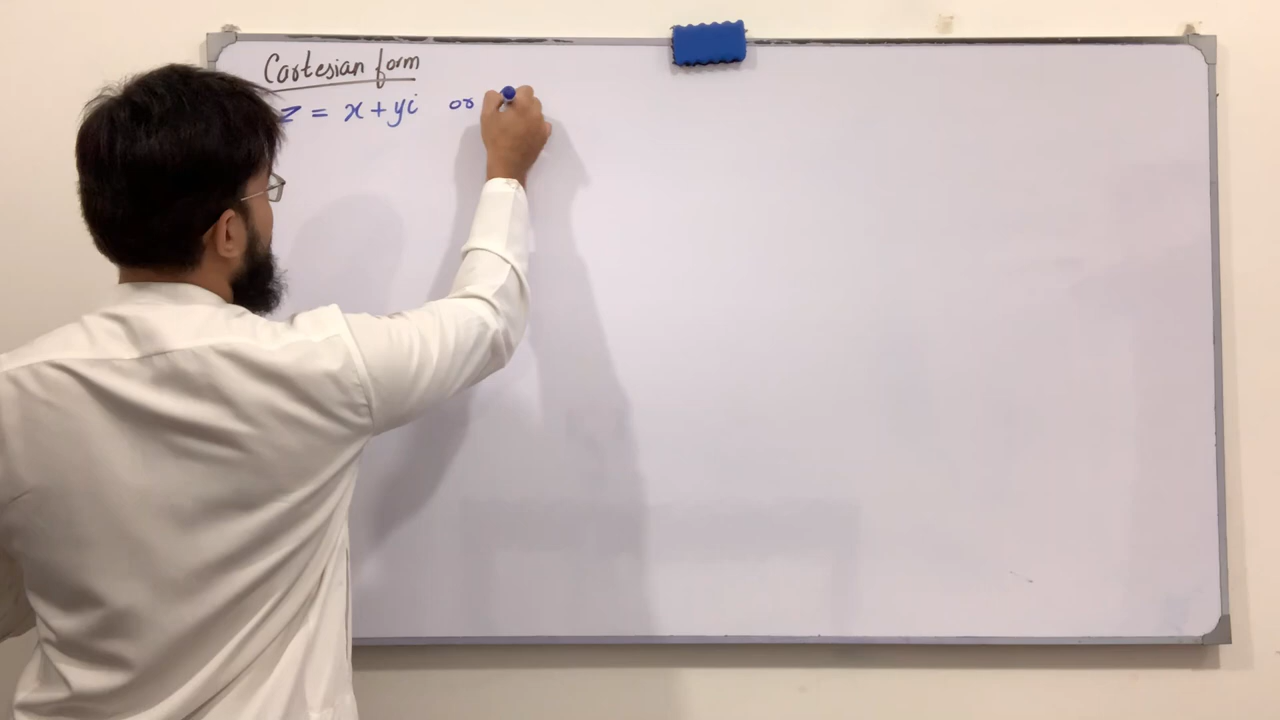 Cartesian form
z = x + yi or